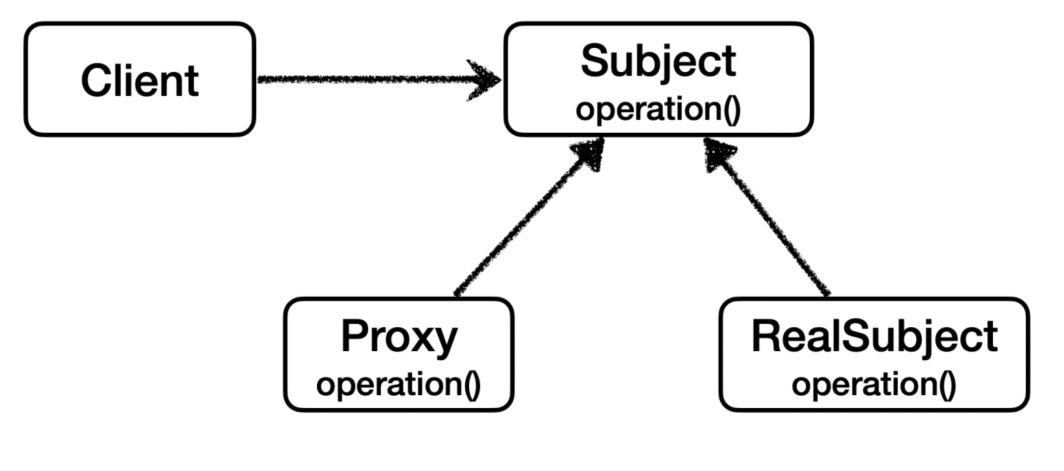 Client
Subject
operation()
Proxy
operation()
RealSubject
operation()